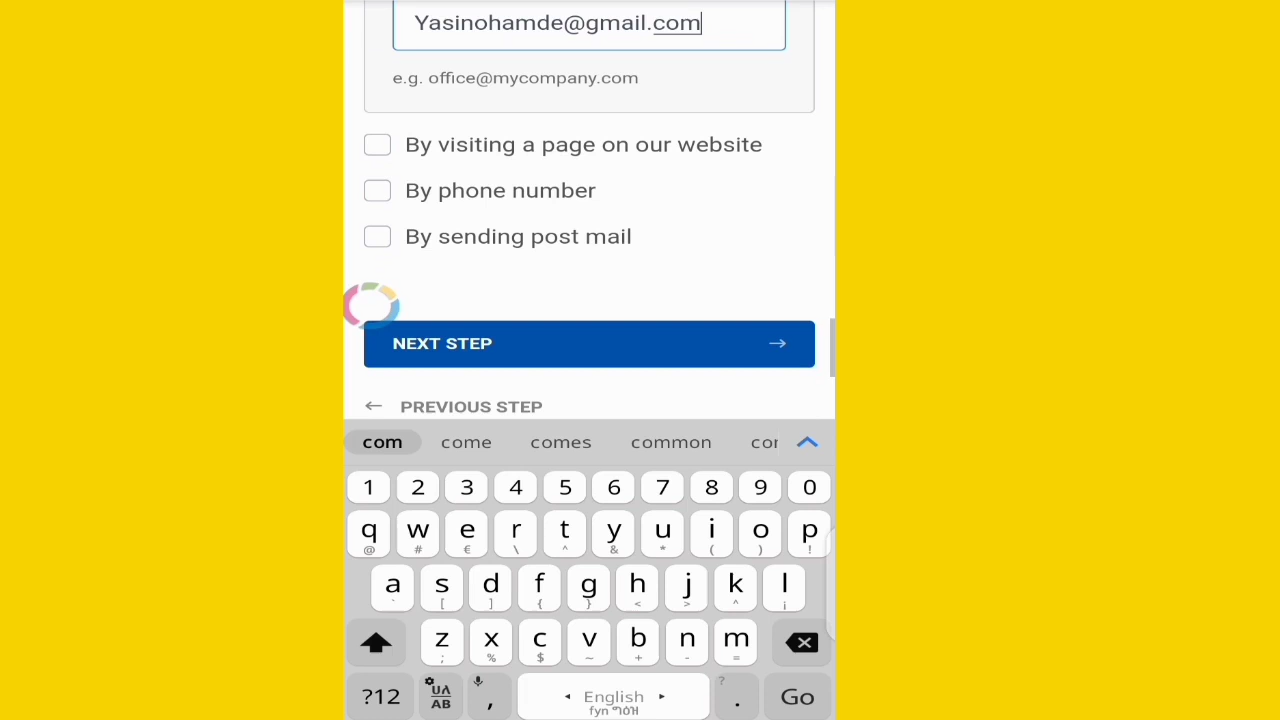 Yasinohamde@gmail.com
e.g. office@mycompany.com
By visiting a page on our website
By phone number
By sending post mail
NEXT STEP →
← PREVIOUS STEP
com come comes common
1 2 3 4 5 6 7 8 9 0
q w e r t y u i o p
@ # € \ ^ & * ( ) !
a s d f g h j k l
` [ ] { } < > ^ ¡
z x c v b n m
; % $ ~ + - =
?12 AB , English . Go